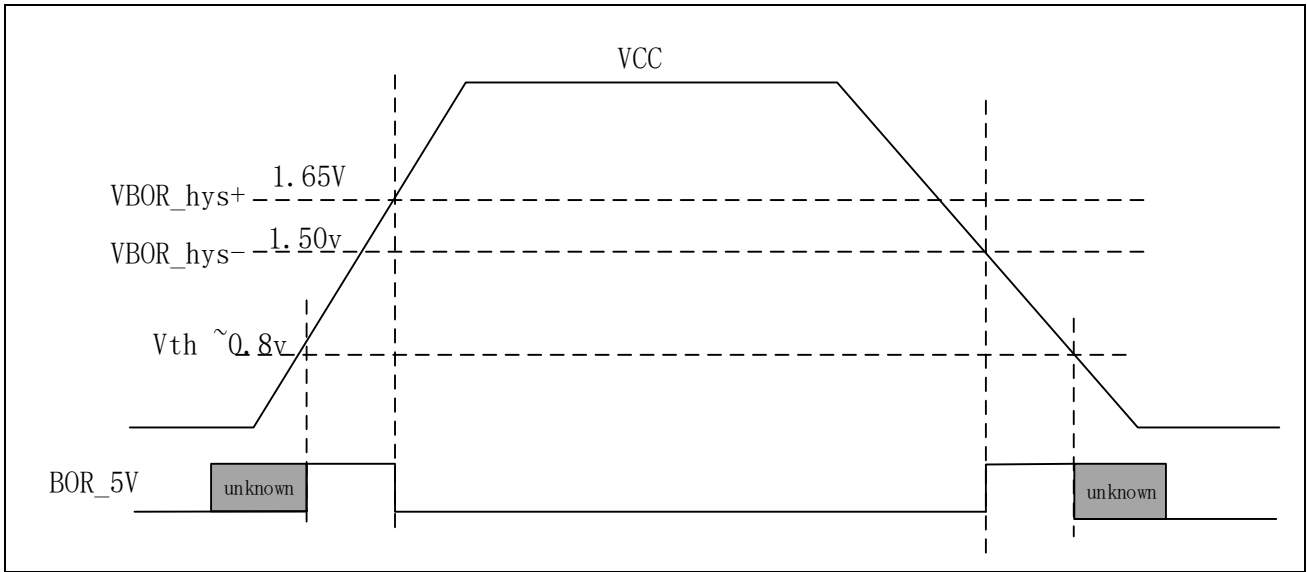 VCC
1.65V
VBOR_hys+
1.50v
VBOR_hys-
Vth ~0.8v
BOR_5V
unknown
unknown